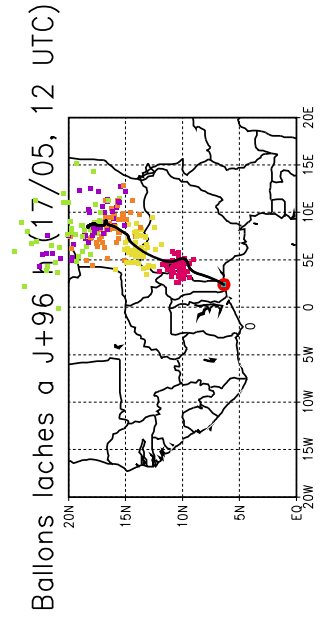 Ballons laches a J+96 h (17/05, 12 UTC)
20N
15N
10N
5N
EQ
20W
15W
10W
5W
0
5E
10E
15E
20E
0